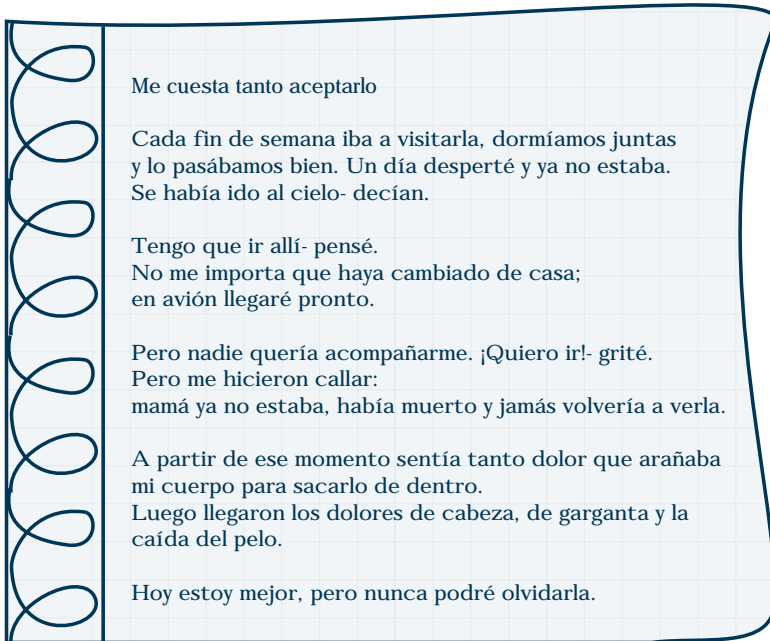 Me cuesta tanto aceptarlo
Cada fin de semana iba a visitarla, dormíamos juntas
y lo pasábamos bien. Un día desperté y ya no estaba.
Se había ido al cielo- decían.
Tengo que ir allí- pensé.
No me importa que haya cambiado de casa;
en avión llegaré pronto.
Pero nadie quería acompañarme. ¡Quiero ir!- grité.
Pero me hicieron callar:
mamá ya no estaba, había muerto y jamás volvería a verla.
A partir de ese momento sentía tanto dolor que arañaba
mi cuerpo para sacarlo de dentro.
Luego llegaron los dolores de cabeza, de garganta y la
caída del pelo.
Hoy estoy mejor, pero nunca podré olvidarla.